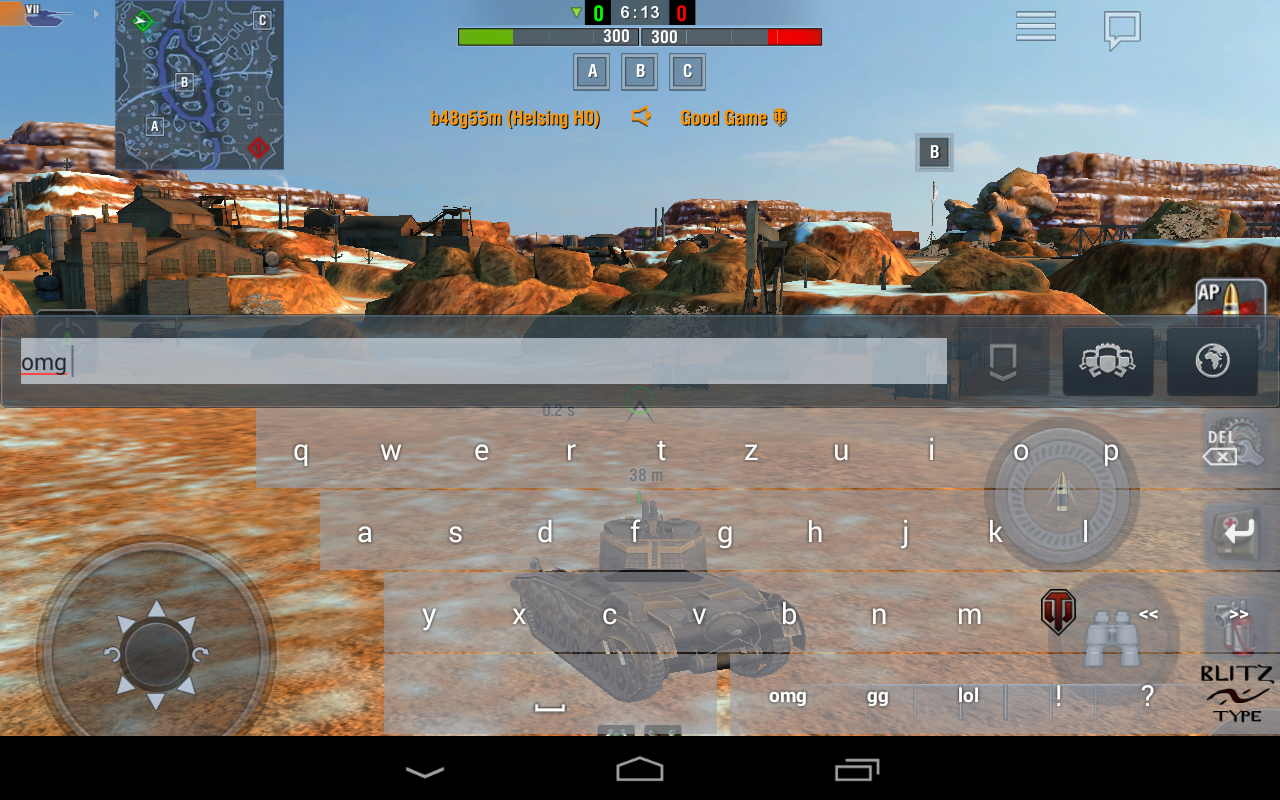 VII
0 6:13 0
C
300 300
B
A
A B C
b48g55m (Helsing HQ) Good Game
B
AP
omg
0.2 s
q w e r t z u i o p
DEL
38 m
a s d f g h j k l
y x c v b n m << >>
omg gg lol ! ?
BLITZ
TYPE